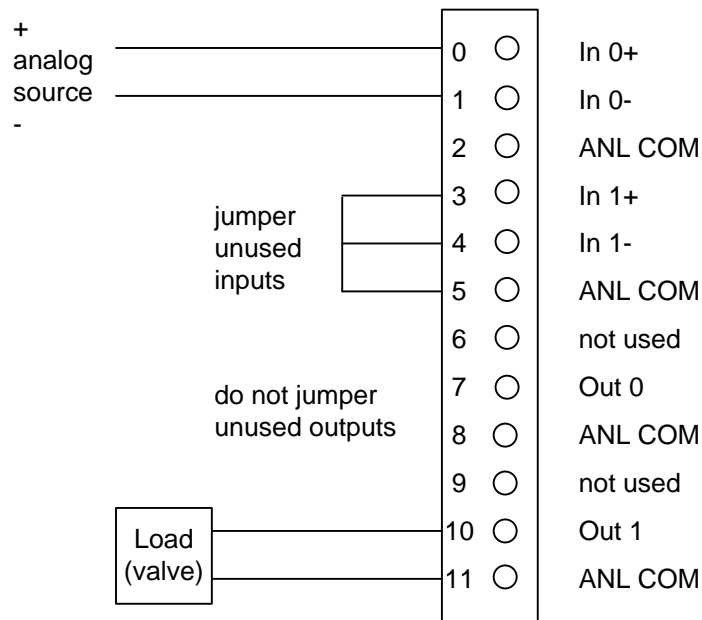 +
analog
source
-
0 In 0+
1 In 0-
2 ANL COM
jumper
unused
inputs
3 In 1+
4 In 1-
5 ANL COM
6 not used
do not jumper
unused outputs
7 Out 0
8 ANL COM
9 not used
Load
(valve)
10 Out 1
11 ANL COM